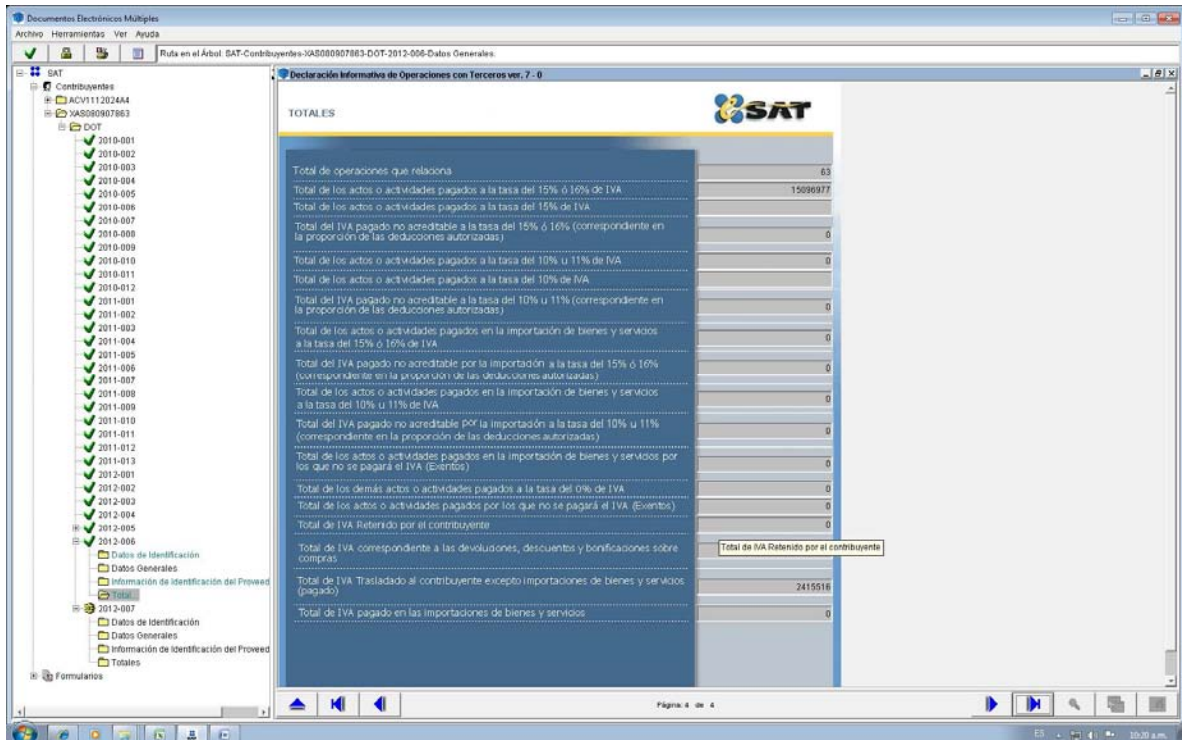 Documentos Electrónicos Múltiples
Archivo Herramientas Ver Ayuda
Ruta en el Árbol: SAT-Contribuyentes-XAS080907863-DOT-2012-006-Datos Generales.
SAT
Contribuyentes
ACV1112024A4
XAS080907863
DOT
2010-001
2010-002
2010-003
2010-004
2010-005
2010-006
2010-007
2010-008
2010-009
2010-010
2010-011
2010-012
2011-001
2011-002
2011-003
2011-004
2011-005
2011-006
2011-007
2011-008
2011-009
2011-010
2011-011
2011-012
2011-013
2012-001
2012-002
2012-003
2012-004
2012-005
2012-006
Datos de Identificación
Datos Generales
Información de Identificación del Proveed
Total...
2012-007
Datos de Identificación
Datos Generales
Información de Identificación del Proveed
Totales
Formularios
Declaración Informativa de Operaciones con Terceros ver. 7 - 0
TOTALES
SAT
Total de operaciones que relaciona 63
Total de los actos o actividades pagados a la tasa del 15% ó 16% de IVA 15096977
Total de los actos o actividades pagados a la tasa del 15% de IVA
Total del IVA pagado no acreditable a la tasa del 15% ó 16% (correspondiente en
la proporción de las deducciones autorizadas) 0
Total de los actos o actividades pagados a la tasa del 10% u 11% de IVA 0
Total de los actos o actividades pagados a la tasa del 10% de IVA
Total del IVA pagado no acreditable a la tasa del 10% u 11% (correspondiente en
la proporción de las deducciones autorizadas) 0
Total de los actos o actividades pagados en la importación de bienes y servicios
a la tasa del 15% ó 16% de IVA 0
Total del IVA pagado no acreditable por la importación a la tasa del 15% ó 16%
(correspondiente en la proporción de las deducciones autorizadas) 0
Total de los actos o actividades pagados en la importación de bienes y servicios
a la tasa del 10% u 11% de IVA 0
Total del IVA pagado no acreditable por la importación a la tasa del 10% u 11%
(correspondiente en la proporción de las deducciones autorizadas) 0
Total de los actos o actividades pagados en la importación de bienes y servicios por
los que no se pagará el IVA (Exentos) 0
Total de los demás actos o actividades pagados a la tasa del 0% de IVA 0
Total de los actos o actividades pagados por los que no se pagará el IVA (Exentos) 0
Total de IVA Retenido por el contribuyente 0
Total de IVA Retenido por el contribuyente
Total de IVA correspondiente a las devoluciones, descuentos y bonificaciones sobre
compras
Total de IVA Trasladado al contribuyente excepto importaciones de bienes y servicios
(pagado) 2415516
Total de IVA pagado en las importaciones de bienes y servicios 0
Página: 4 de 4
ES 10:20 a.m.